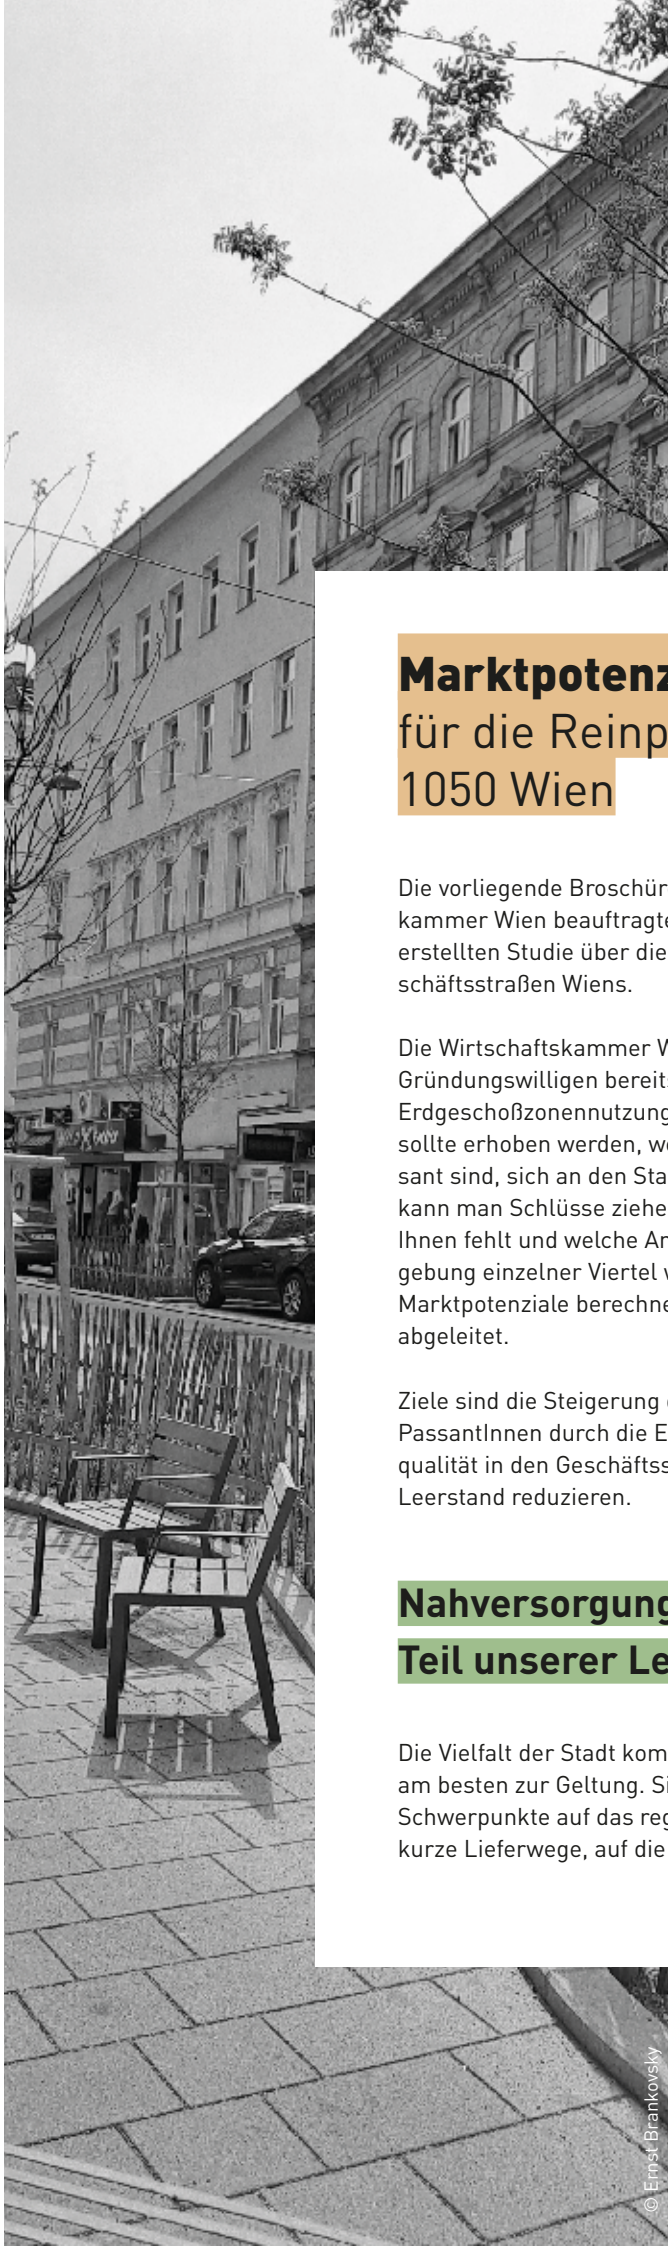 Marktpotenz
für die Reinp
1050 Wien
Die vorliegende Broschür
kammer Wien beauftragte
erstellten Studie über die
schäftsstraßen Wiens.
Die Wirtschaftskammer W
Gründungswilligen bereits
Erdgeschoßzonennutzung
sollte erhoben werden, we
sant sind, sich an den Sta
kann man Schlüsse ziehe
Ihnen fehlt und welche An
gebung einzelner Viertel v
Marktpotenziale berechne
abgeleitet.
Ziele sind die Steigerung
PassantInnen durch die E
qualität in den Geschäftss
Leerstand reduzieren.
Nahversorgung
Teil unserer Le
Die Vielfalt der Stadt kom
am besten zur Geltung. Si
Schwerpunkte auf das reg
kurze Lieferwege, auf die
© Ernst Brankovsky